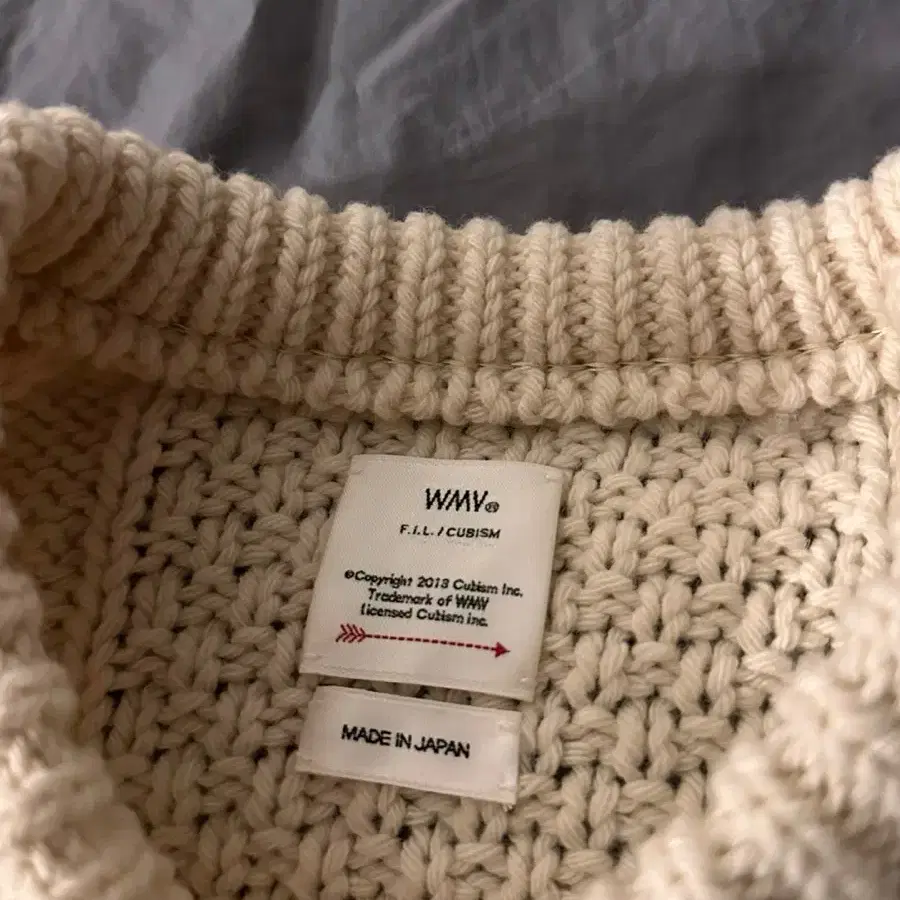 WMV®
F.I.L. / CUBISM
©Copyright 2013 Cubism Inc.
Trademark of WMV
licensed Cubism inc.
MADE IN JAPAN